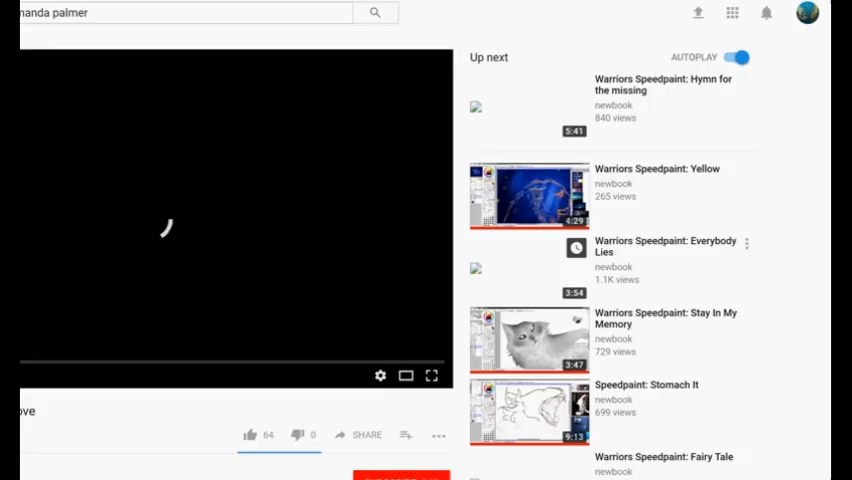 manda palmer
Up next
AUTOPLAY
Warriors Speedpaint: Hymn for
the missing
newbook
840 views
5:41
Warriors Speedpaint: Yellow
newbook
265 views
4:29
Warriors Speedpaint: Everybody
Lies
newbook
1.1K views
3:54
Warriors Speedpaint: Stay In My
Memory
newbook
729 views
3:47
Speedpaint: Stomach It
newbook
699 views
9:13
Warriors Speedpaint: Fairy Tale
newbook
ove
64
0
SHARE